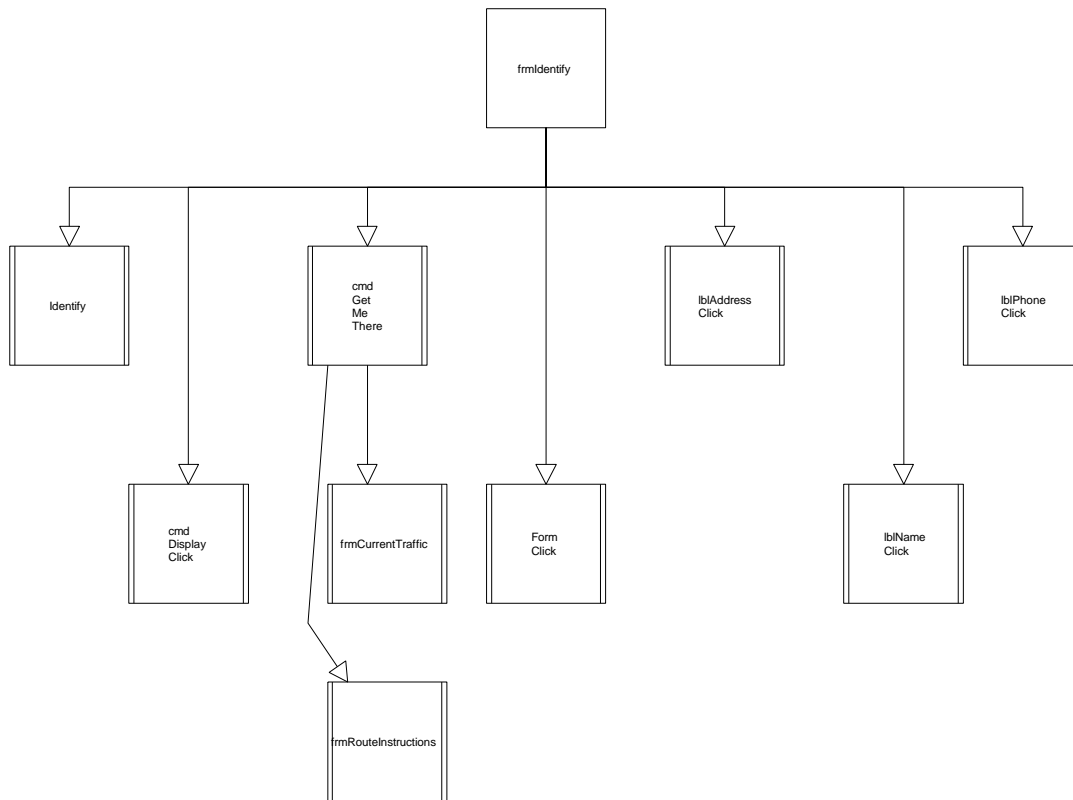 frmIdentify
Identify
cmd
Get
Me
There
lblAddress
Click
lblPhone
Click
cmd
Display
Click
frmCurrentTraffic
Form
Click
lblName
Click
frmRouteInstructions